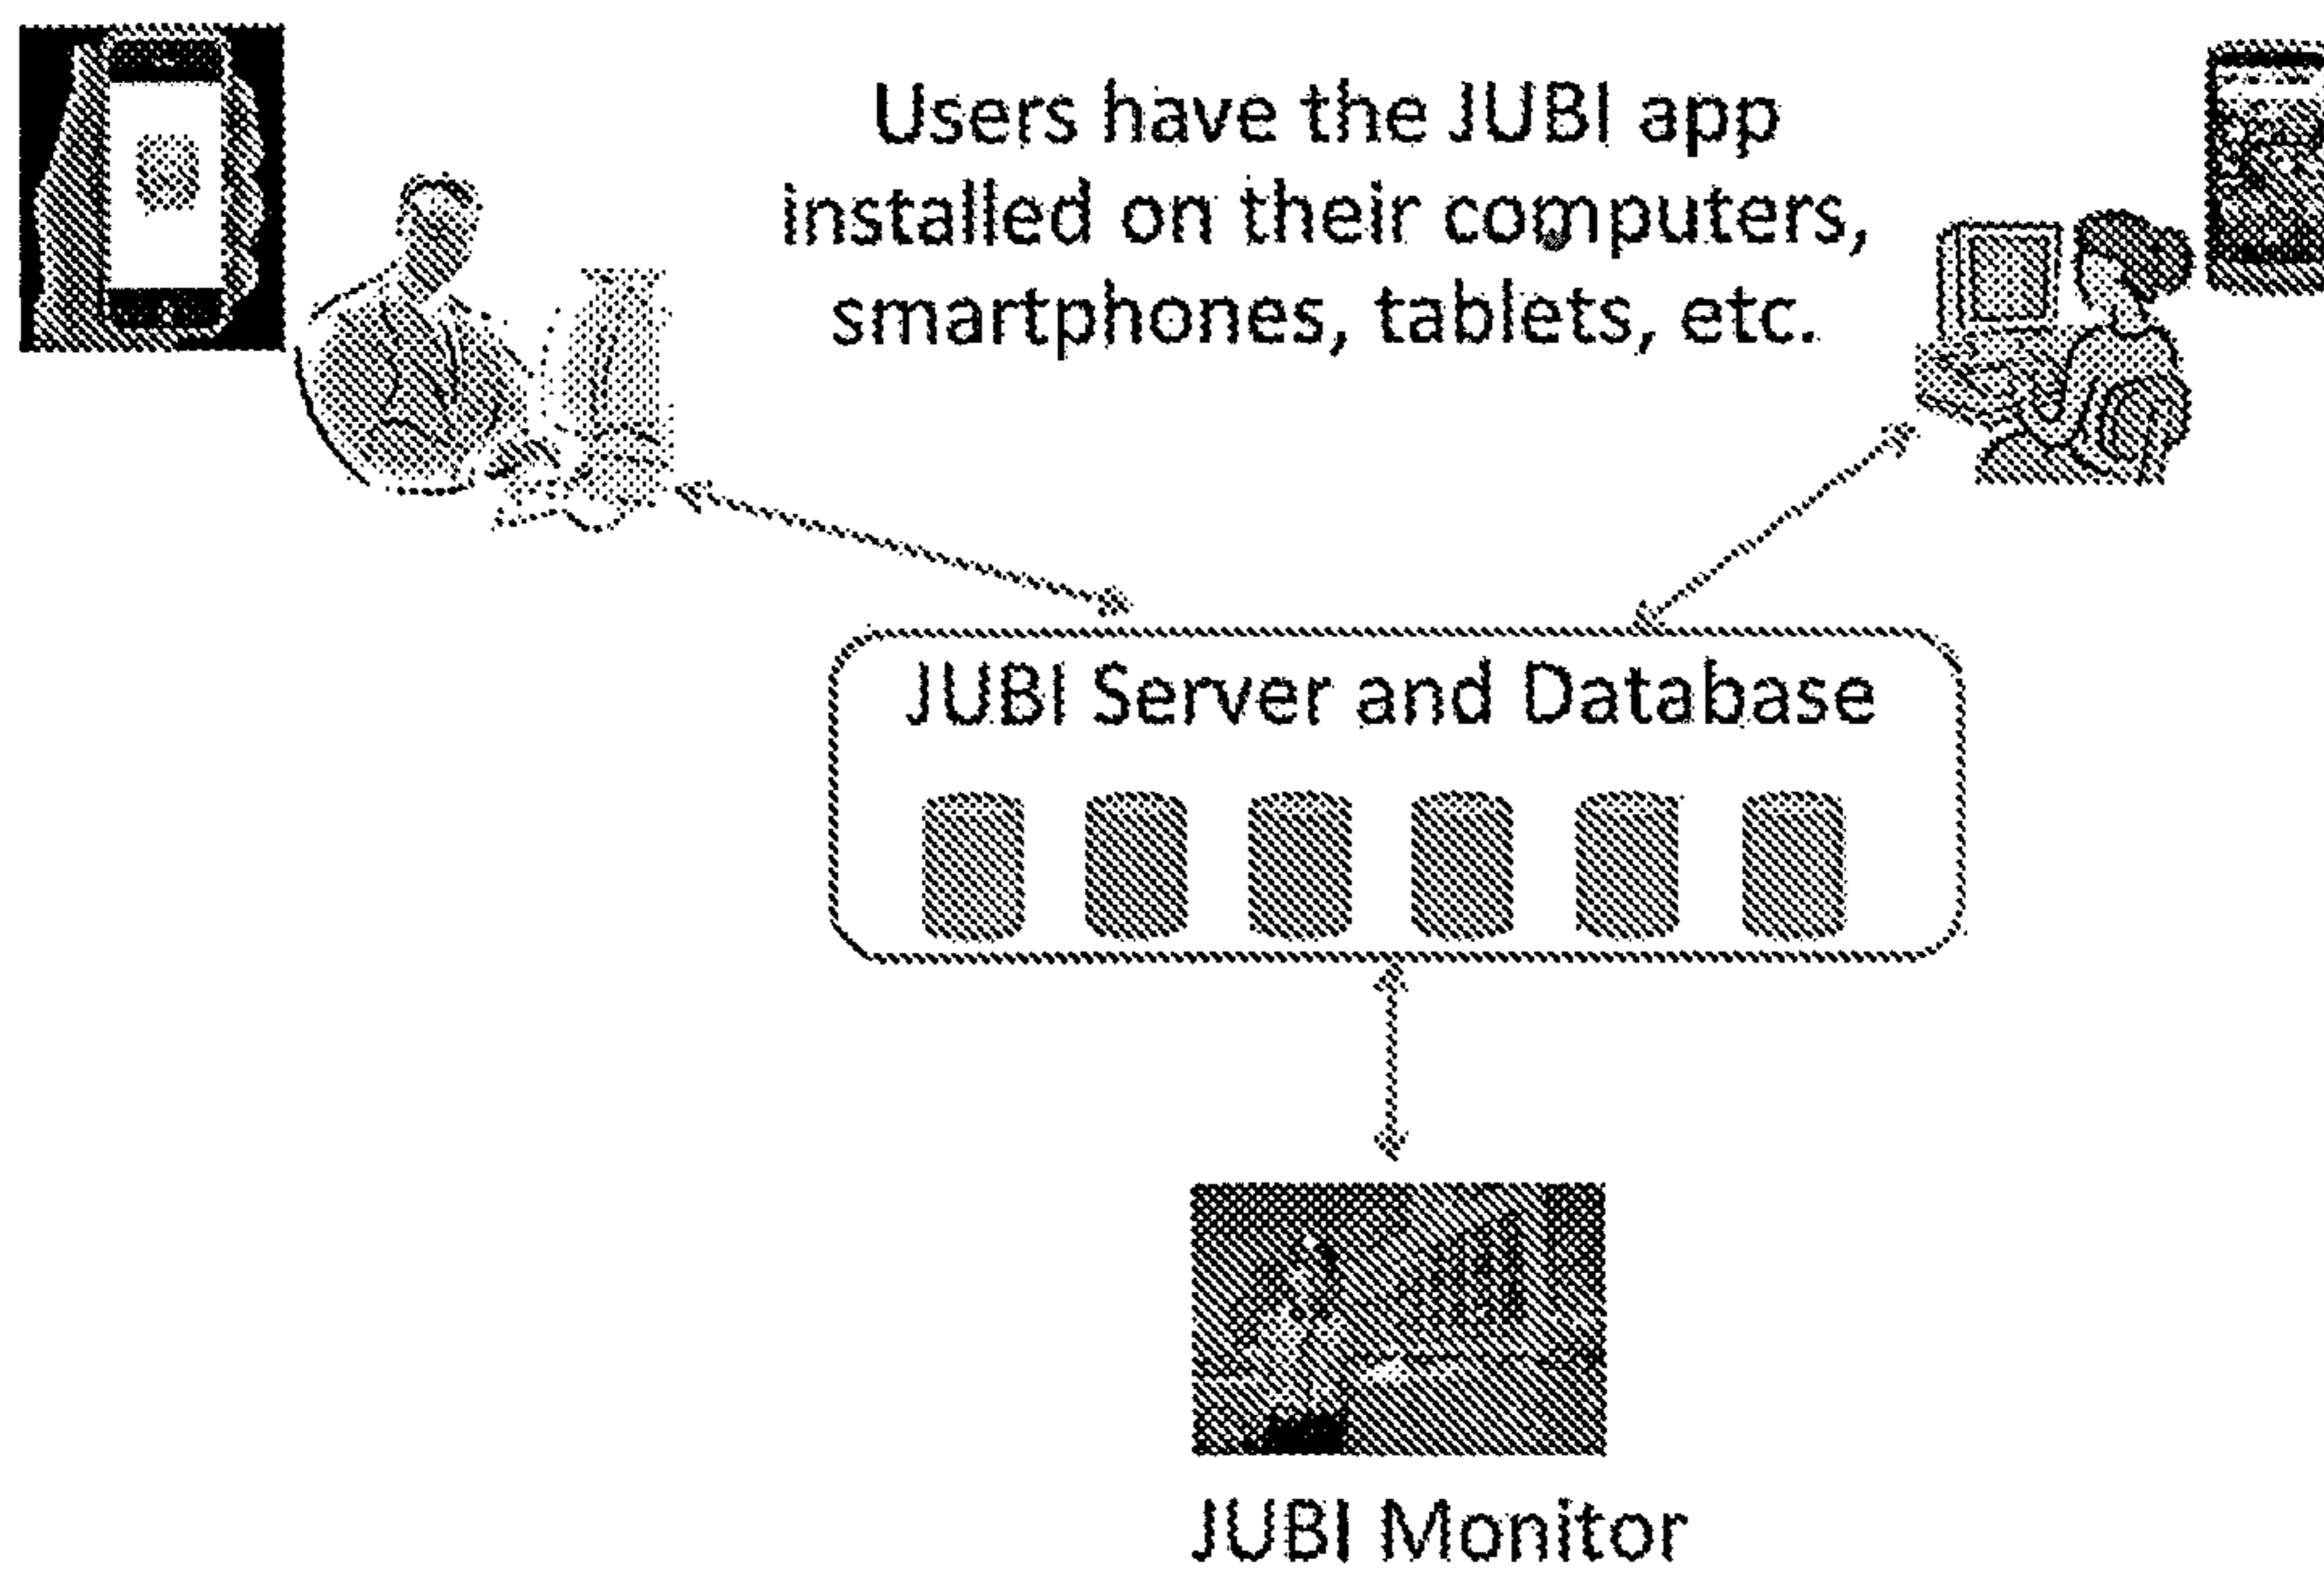 Users have the JUBI app
installed on their computers,
smartphones, tablets, etc.
JUBI Server and Database
JUBI Monitor